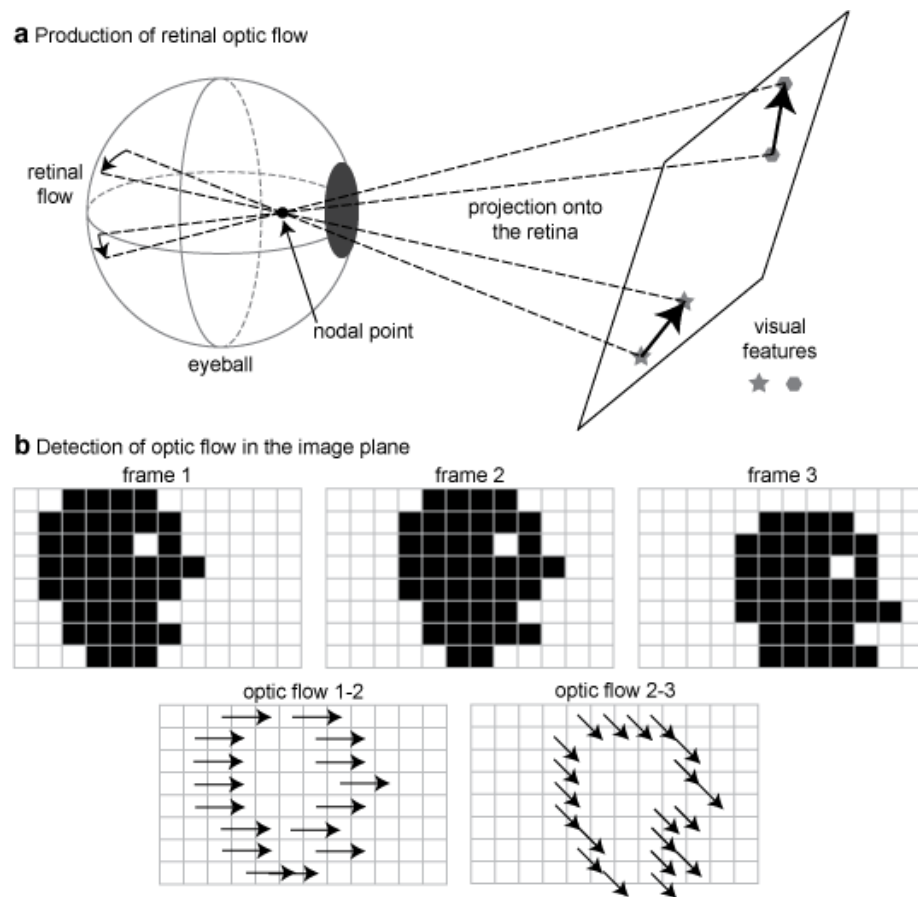 a Production of retinal optic flow
retinal
flow
projection onto
the retina
nodal point
eyeball
visual
features
b Detection of optic flow in the image plane
frame 1
frame 2
frame 3
optic flow 1-2
optic flow 2-3